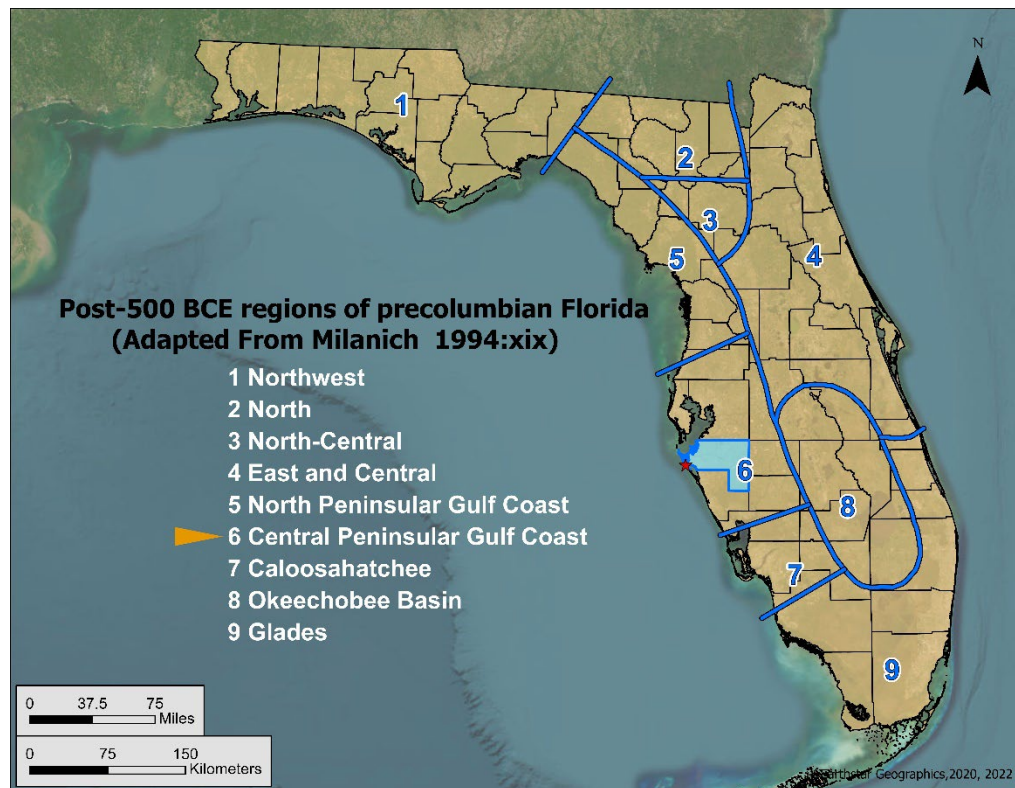 N
1
2
3
4
5
Post-500 BCE regions of precolumbian Florida
(Adapted From Milanich 1994:xix)
1 Northwest
2 North
3 North-Central
4 East and Central
5 North Peninsular Gulf Coast
6 Central Peninsular Gulf Coast
7 Caloosahatchee
8 Okeechobee Basin
9 Glades
6
8
7
9
0 37.5 75
Miles
0 75 150
Kilometers
Geographics,2020, 2022